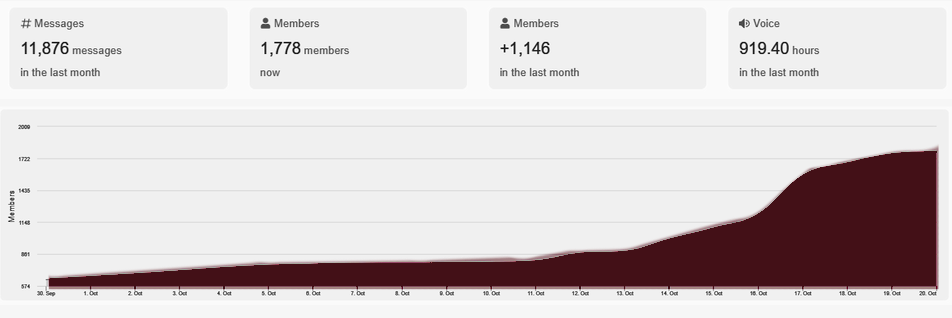 Messages
11,876 messages
in the last month
Members
1,778 members
now
Members
+1,146
in the last month
Voice
919.40 hours
in the last month
Members
2009
1722
1435
1148
861
574
30. Sep 1. Oct 2. Oct 3. Oct 4. Oct 5. Oct 6. Oct 7. Oct 8. Oct 9. Oct 10. Oct 11. Oct 12. Oct 13. Oct 14. Oct 15. Oct 16. Oct 17. Oct 18. Oct 19. Oct 20. Oct